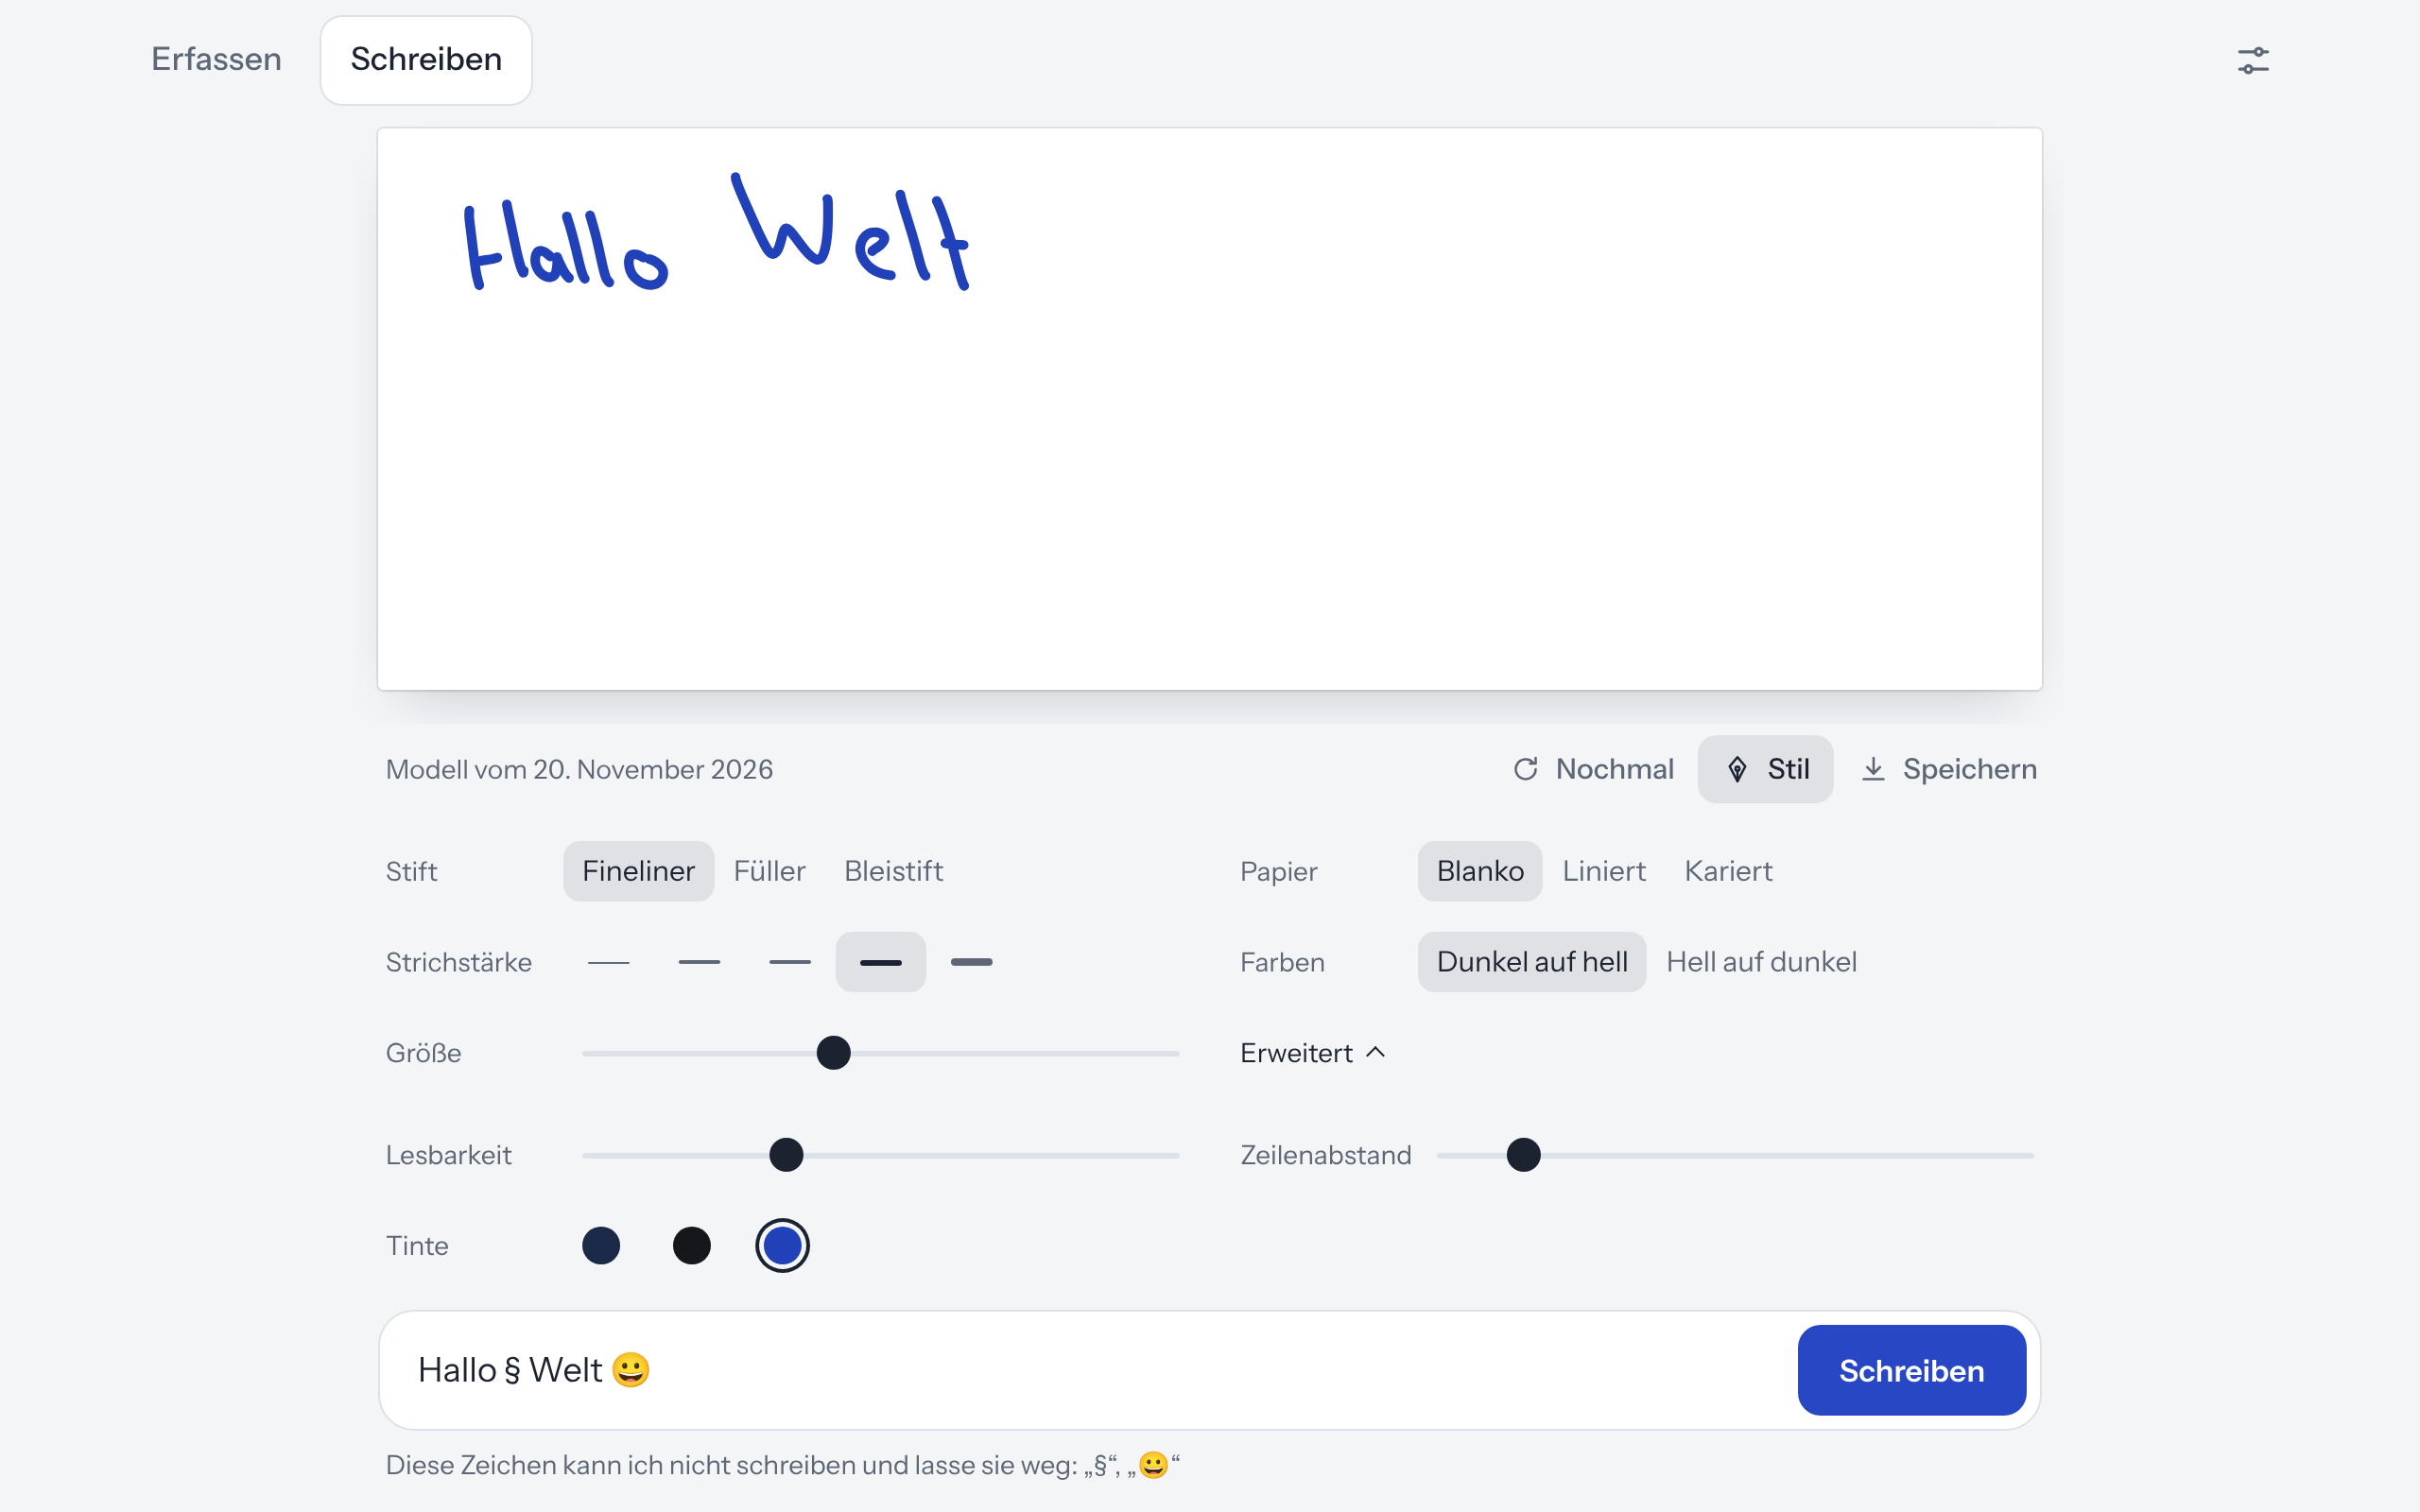 Erfassen Schreiben
Hallo Welt
Modell vom 20. November 2026 Nochmal Stil Speichern
Stift Fineliner Füller Bleistift Papier Blanko Liniert Kariert
Strichstärke Farben Dunkel auf hell Hell auf dunkel
Größe Erweitert
Lesbarkeit Zeilenabstand
Tinte
Hallo § Welt 😀 Schreiben
Diese Zeichen kann ich nicht schreiben und lasse sie weg: „§“, „😀“